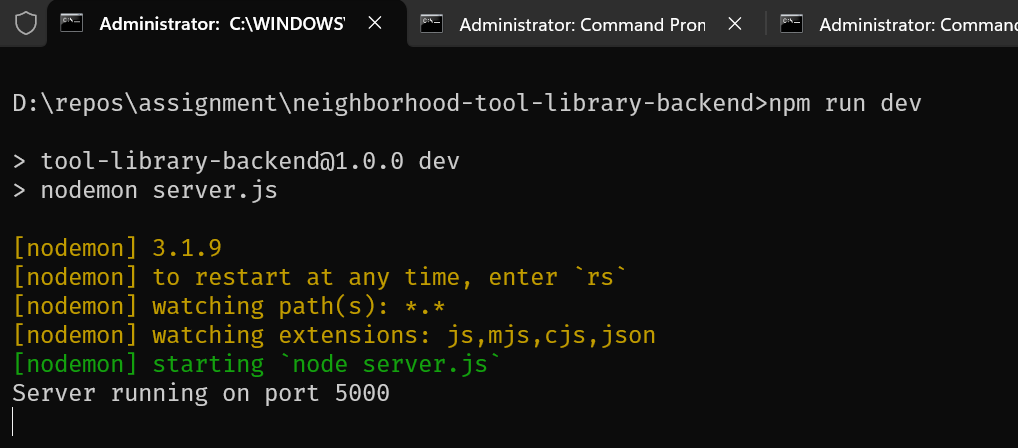 Administrator:  C:\WINDOWS\
Administrator: Command Pron
Administrator: Comman
D:\repos\assignment\neighborhood-tool-library-backend>npm run dev
> tool-library-backend@1.0.0 dev
> nodemon server.js
[nodemon] 3.1.9
[nodemon] to restart at any time, enter `rs`
[nodemon] watching path(s): *.*
[nodemon] watching extensions: js,mjs,cjs,json
[nodemon] starting `node server.js`
Server running on port 5000